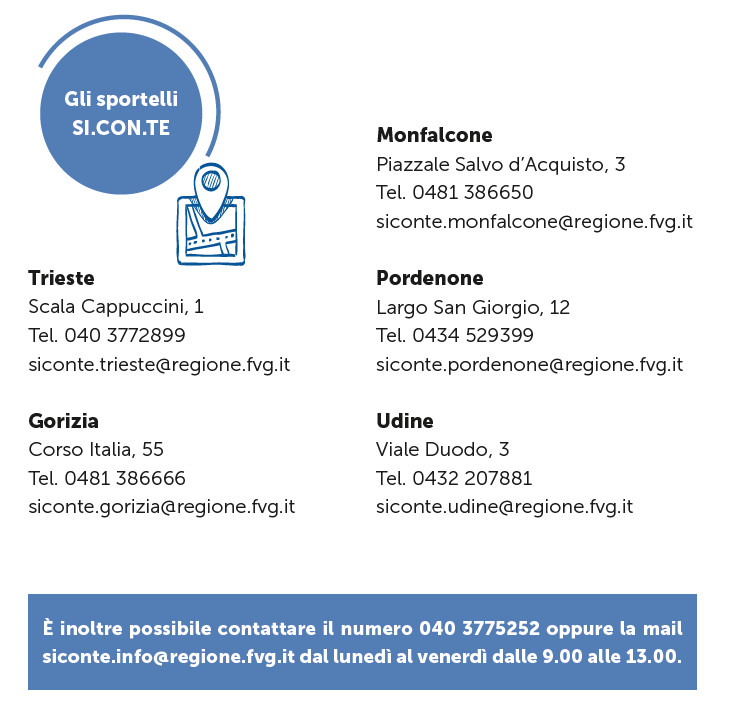 Gli sportelli
SI.CON.TE
Trieste
Scala Cappuccini, 1
Tel. 040 3772899
siconte.trieste@regione.fvg.it
Gorizia
Corso Italia, 55
Tel. 0481 386666
siconte.gorizia@regione.fvg.it
Monfalcone
Piazzale Salvo d’Acquisto, 3
Tel. 0481 386650
siconte.monfalcone@regione.fvg.it
Pordenone
Largo San Giorgio, 12
Tel. 0434 529399
siconte.pordenone@regione.fvg.it
Udine
Viale Duodo, 3
Tel. 0432 207881
siconte.udine@regione.fvg.it
È inoltre possibile contattare il numero 040 3775252 oppure la mail
siconte.info@regione.fvg.it dal lunedì al venerdì dalle 9.00 alle 13.00.